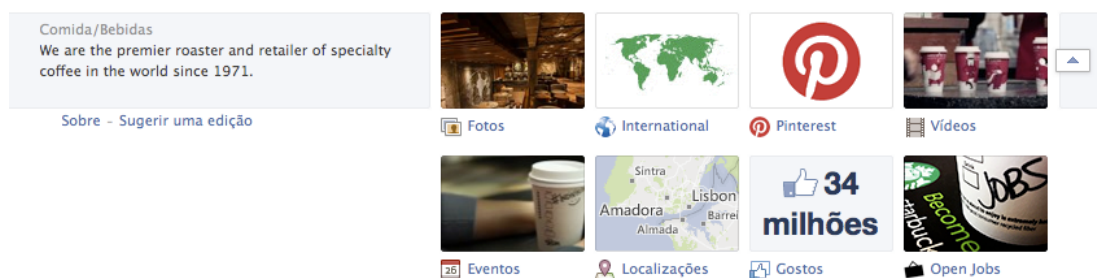 Comida/Bebidas
We are the premier roaster and retailer of specialty
coffee in the world since 1971.
Sobre - Sugerir uma edição
Fotos
International
Pinterest
Vídeos
Sintra
Lisbon
Amadora
Barrei
Almada
34
milhões
JOBS
Become
starbuck
26 Eventos
Localizações
Gostos
Open Jobs